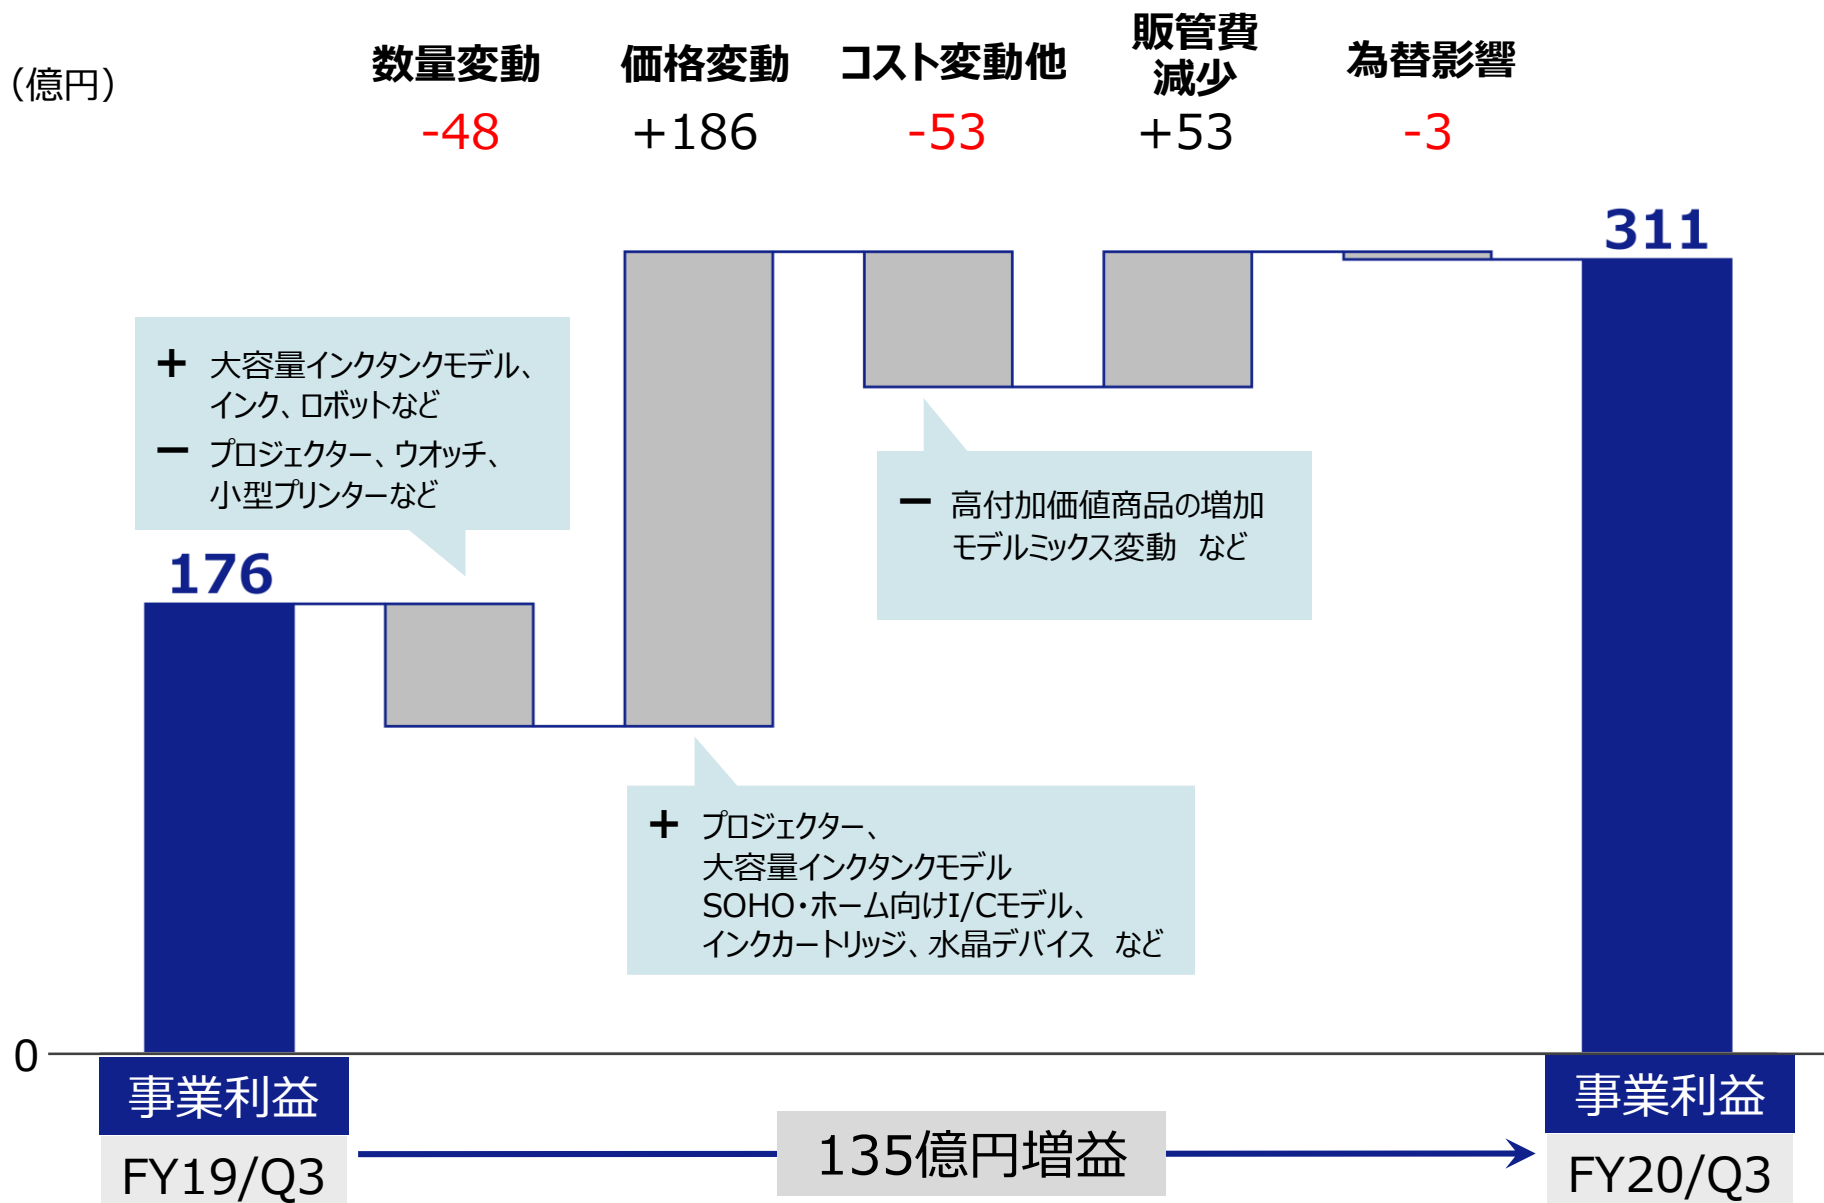 （億円）
数量変動
価格変動
コスト変動他
販管費
減少
為替影響
-48
+186
-53
+53
-3
311
+ 大容量インクタンクモデル、
インク、ロボットなど
− プロジェクター、ウオッチ、
小型プリンターなど
− 高付加価値商品の増加
モデルミックス変動　など
176
+ プロジェクター、
大容量インクタンクモデル
SOHO・ホーム向けI/Cモデル、
インクカートリッジ、水晶デバイス　など
0
事業利益
FY19/Q3
135億円増益
事業利益
FY20/Q3